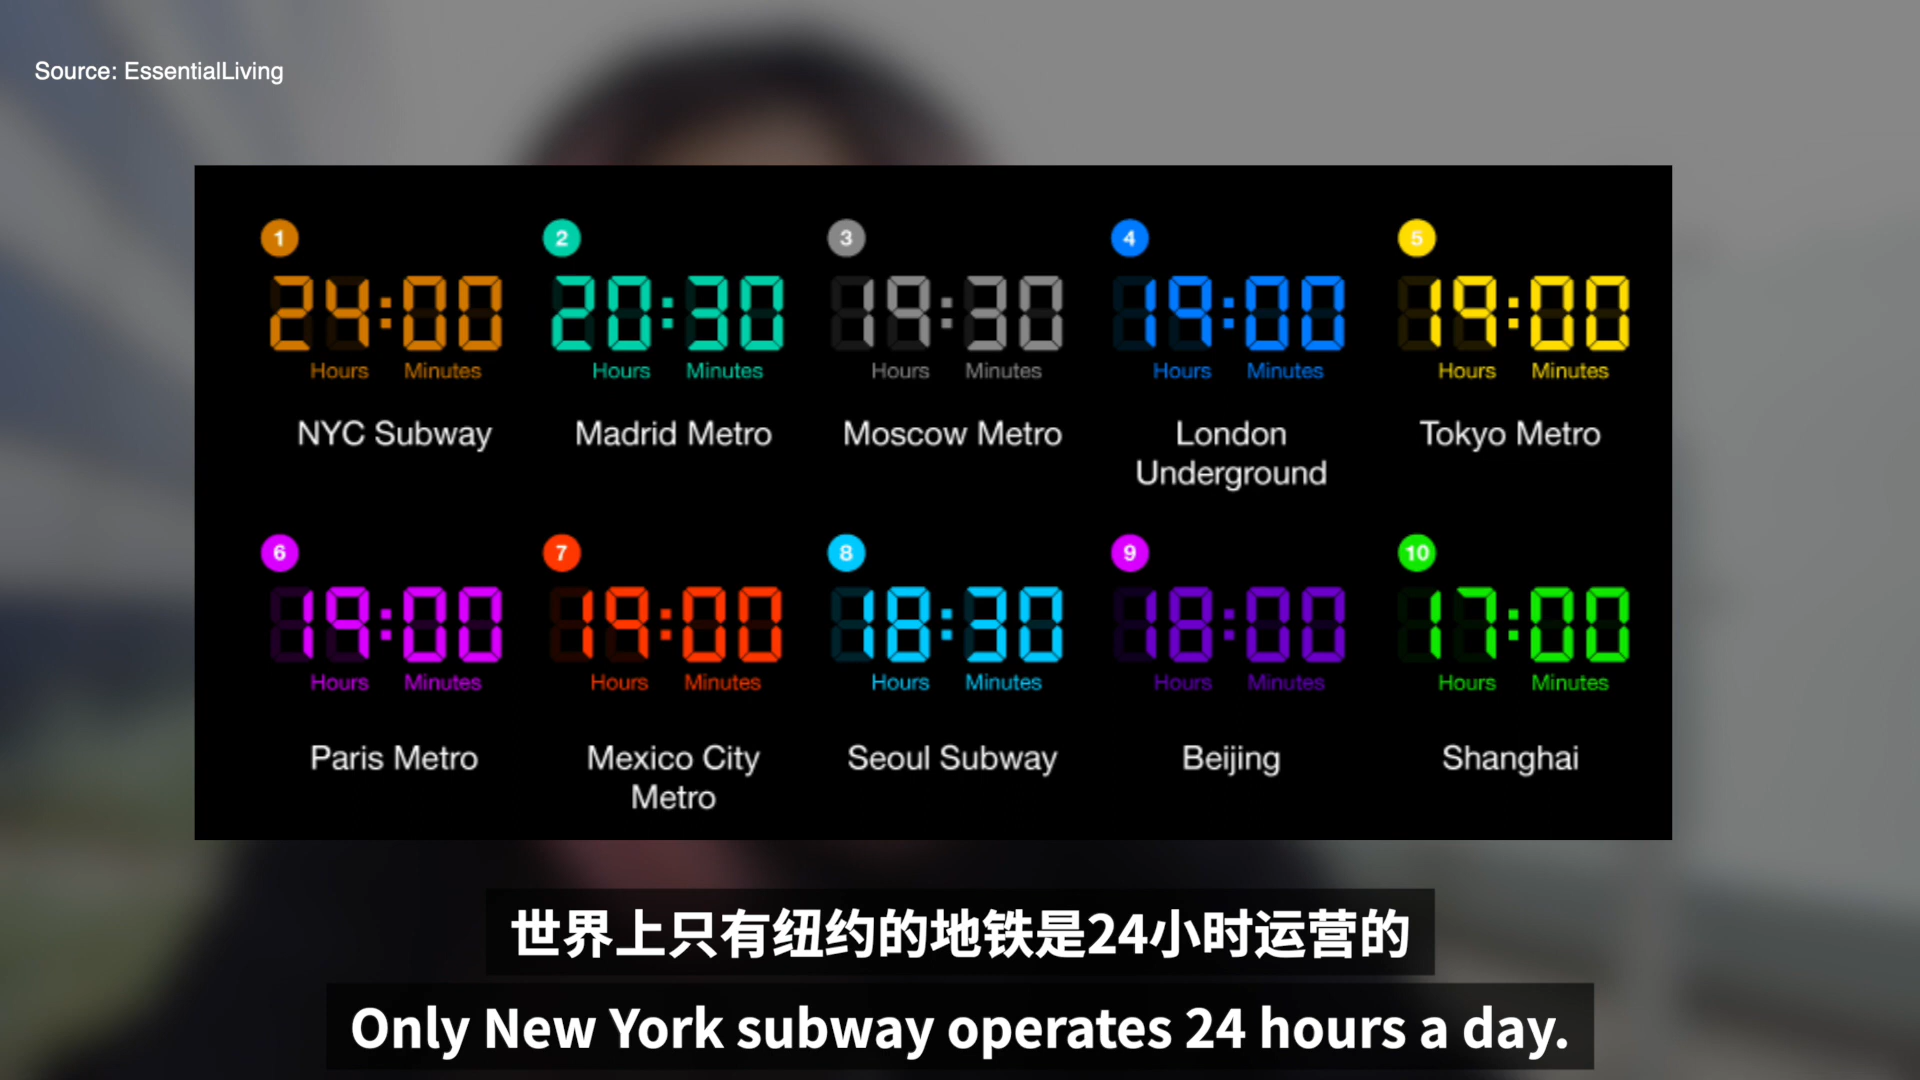 Source: EssentialLiving
1
24:00
Hours Minutes
NYC Subway
2
20:30
Hours Minutes
Madrid Metro
3
19:30
Hours Minutes
Moscow Metro
4
19:00
Hours Minutes
London
Underground
5
19:00
Hours Minutes
Tokyo Metro
6
19:00
Hours Minutes
Paris Metro
7
19:00
Hours Minutes
Mexico City
Metro
8
18:30
Hours Minutes
Seoul Subway
9
18:00
Hours Minutes
Beijing
10
17:00
Hours Minutes
Shanghai
世界上只有纽约的地铁是24小时运营的
Only New York subway operates 24 hours a day.